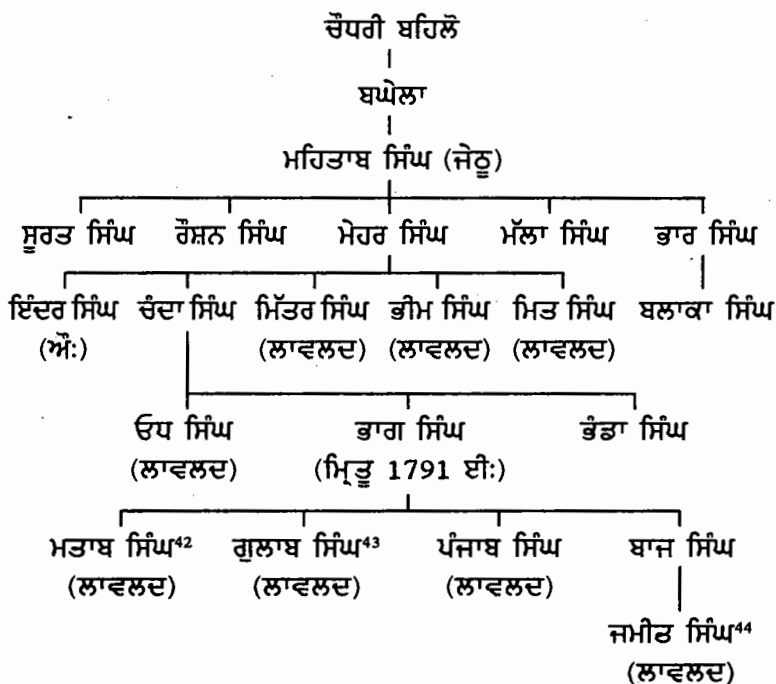 ਚੌਧਰੀ ਬਹਿਲੋ
ਬਘੇਲਾ
ਮਹਿਤਾਬ ਸਿੰਘ (ਜੇਠੂ)
ਸੂਰਤ ਸਿੰਘ ਰੌਸ਼ਨ ਸਿੰਘ ਮੇਹਰ ਸਿੰਘ ਮੱਲਾ ਸਿੰਘ ਭਾਰ ਸਿੰਘ
ਇੰਦਰ ਸਿੰਘ ਚੰਦਾ ਸਿੰਘ ਮਿੱਤਰ ਸਿੰਘ ਭੀਮ ਸਿੰਘ ਮਿਤ ਸਿੰਘ ਬਲਾਕਾ ਸਿੰਘ
(ਔਃ) (ਲਾਵਲਦ) (ਲਾਵਲਦ) (ਲਾਵਲਦ)
ਓਧ ਸਿੰਘ ਭਾਗ ਸਿੰਘ ਭੰਡਾ ਸਿੰਘ
(ਲਾਵਲਦ) (ਮ੍ਰਿਤੂ 1791 ਈਃ)
ਮਤਾਬ ਸਿੰਘ⁴² ਗੁਲਾਬ ਸਿੰਘ⁴³ ਪੰਜਾਬ ਸਿੰਘ ਬਾਜ ਸਿੰਘ
(ਲਾਵਲਦ) (ਲਾਵਲਦ) (ਲਾਵਲਦ)
ਜਮੀਤ ਸਿੰਘ⁴⁴
(ਲਾਵਲਦ)